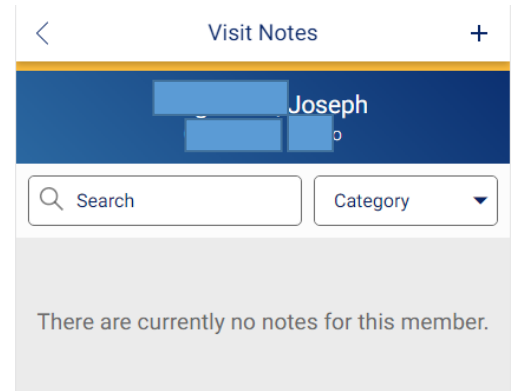 Visit Notes +
Joseph
Search
Category
There are currently no notes for this member.